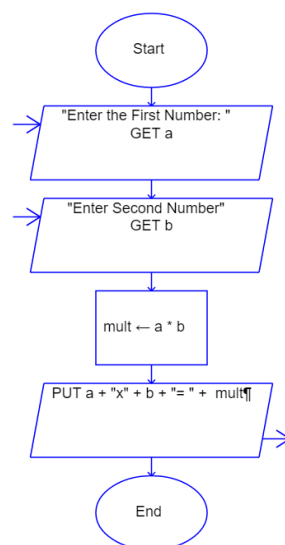 Start
"Enter the First Number: "
GET a
"Enter Second Number"
GET b
mult ← a * b
PUT a + "x" + b + "= " +  mult¶
End